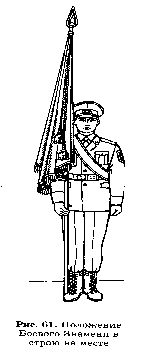 Рис. 61. Положение
Боевого Знамени в
строю на месте